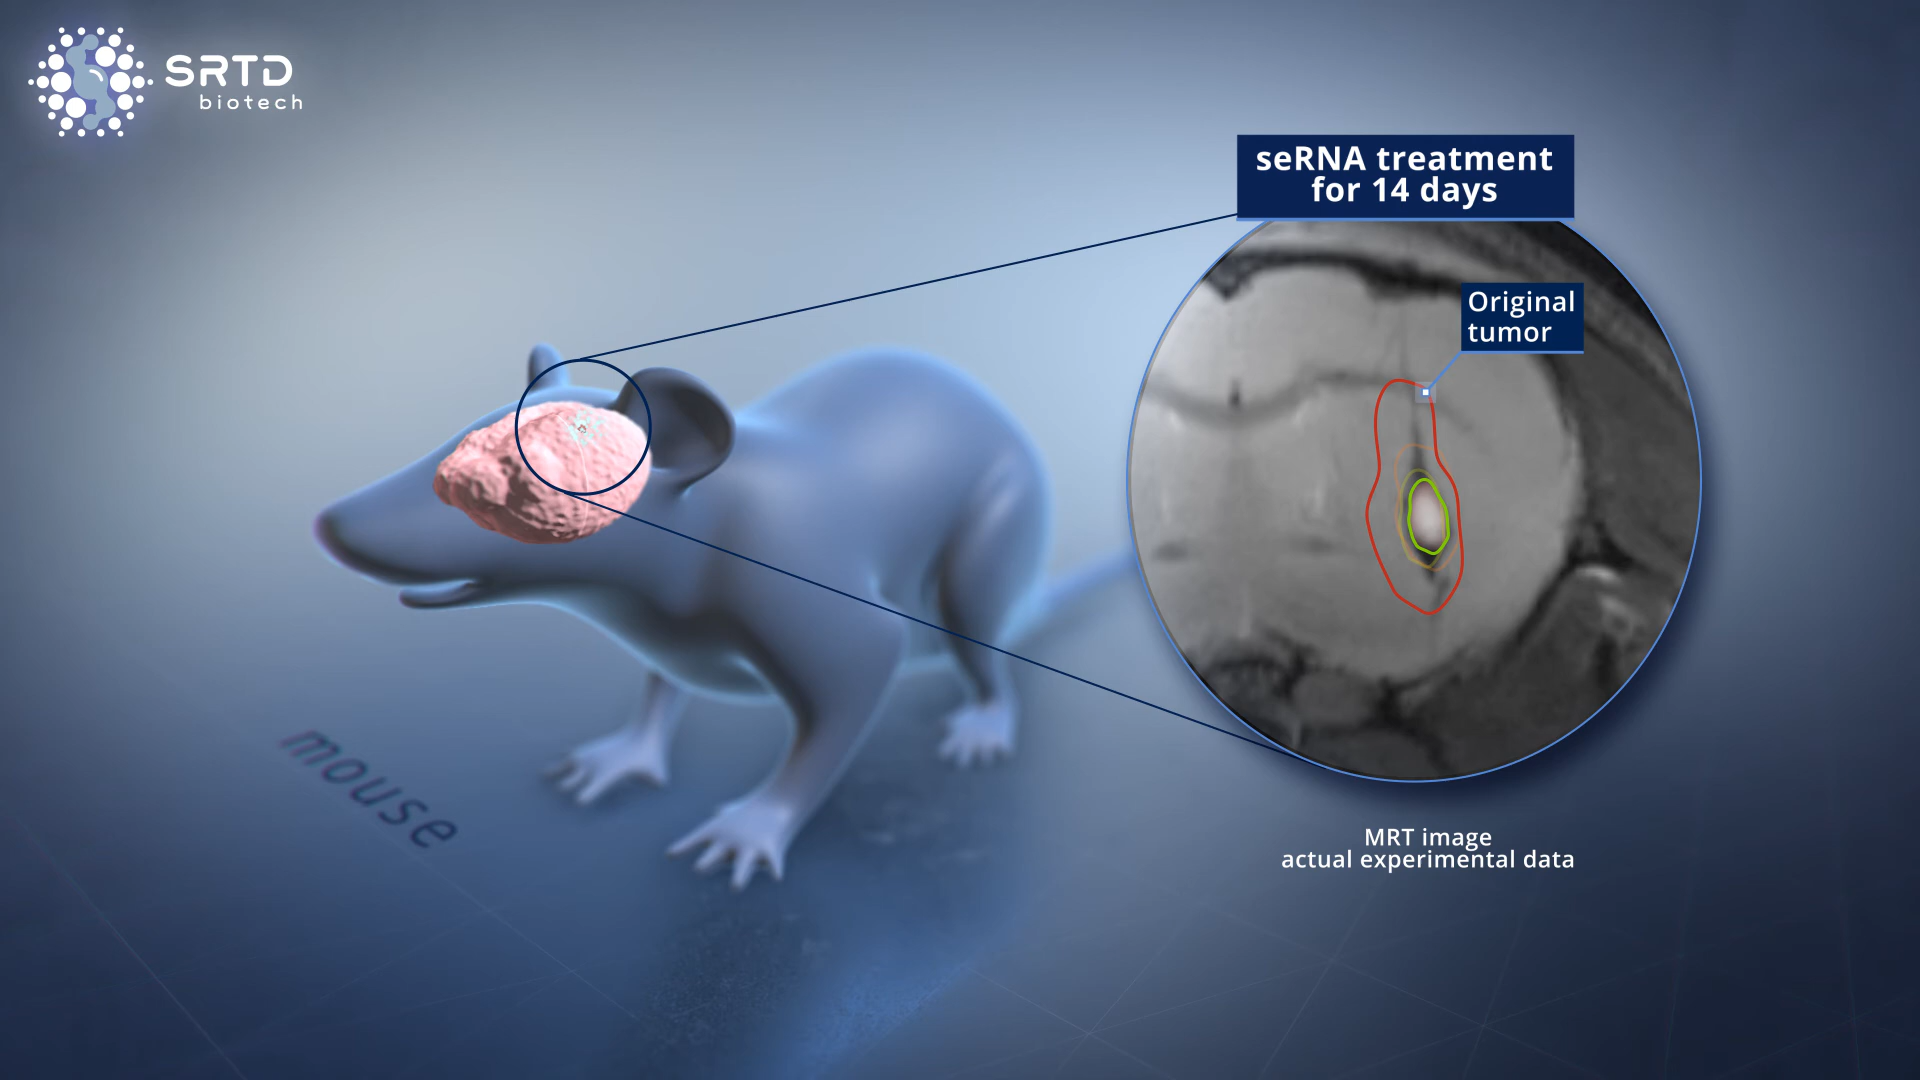 SRTD
biotech
seRNA treatment
for 14 days
Original
tumor
mouse
MRT image
actual experimental data